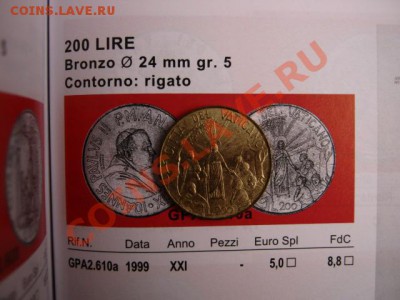 COINS.LAVE.RU
200 LIRE
Bronzo Ø 24 mm gr. 5
Contorno: rigato
Rif.N. Data Anno Pezzi Euro Spl FdC
GPA2.610a 1999 XXI - 5,0 □ 8,8 □
COINS.LAVE.RU